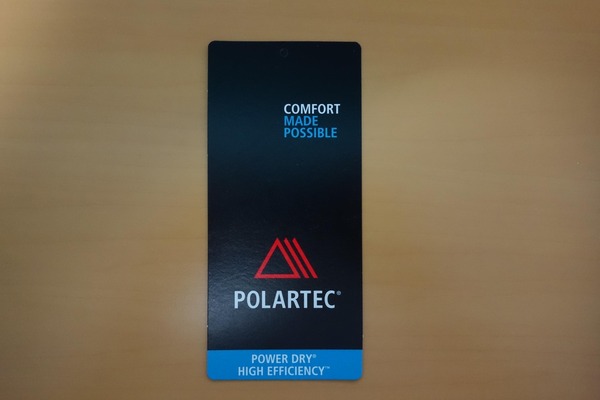 COMFORT
MADE
POSSIBLE
POLARTEC®
POWER DRY®
HIGH EFFICIENCY™